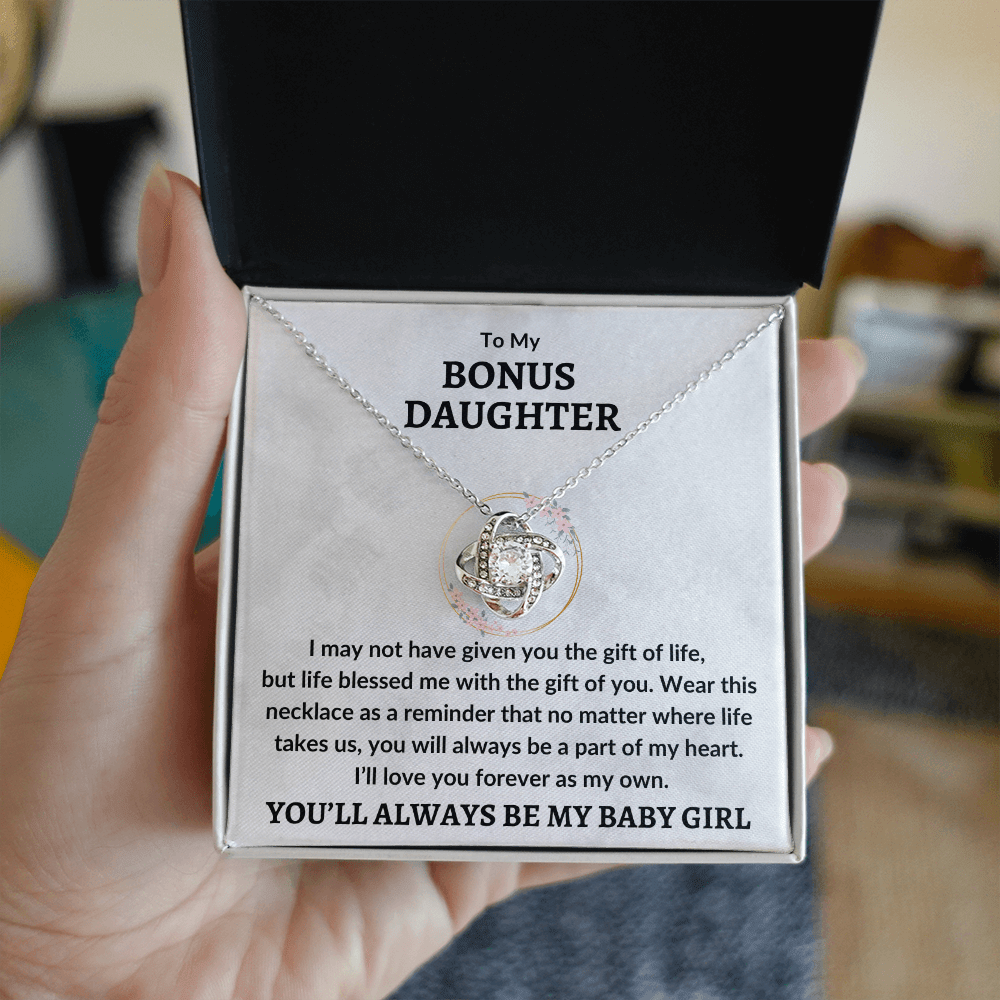 To My
BONUS
DAUGHTER
I may not have given you the gift of life,
but life blessed me with the gift of you. Wear this
necklace as a reminder that no matter where life
takes us, you will always be a part of my heart.
I’ll love you forever as my own.
YOU’LL ALWAYS BE MY BABY GIRL